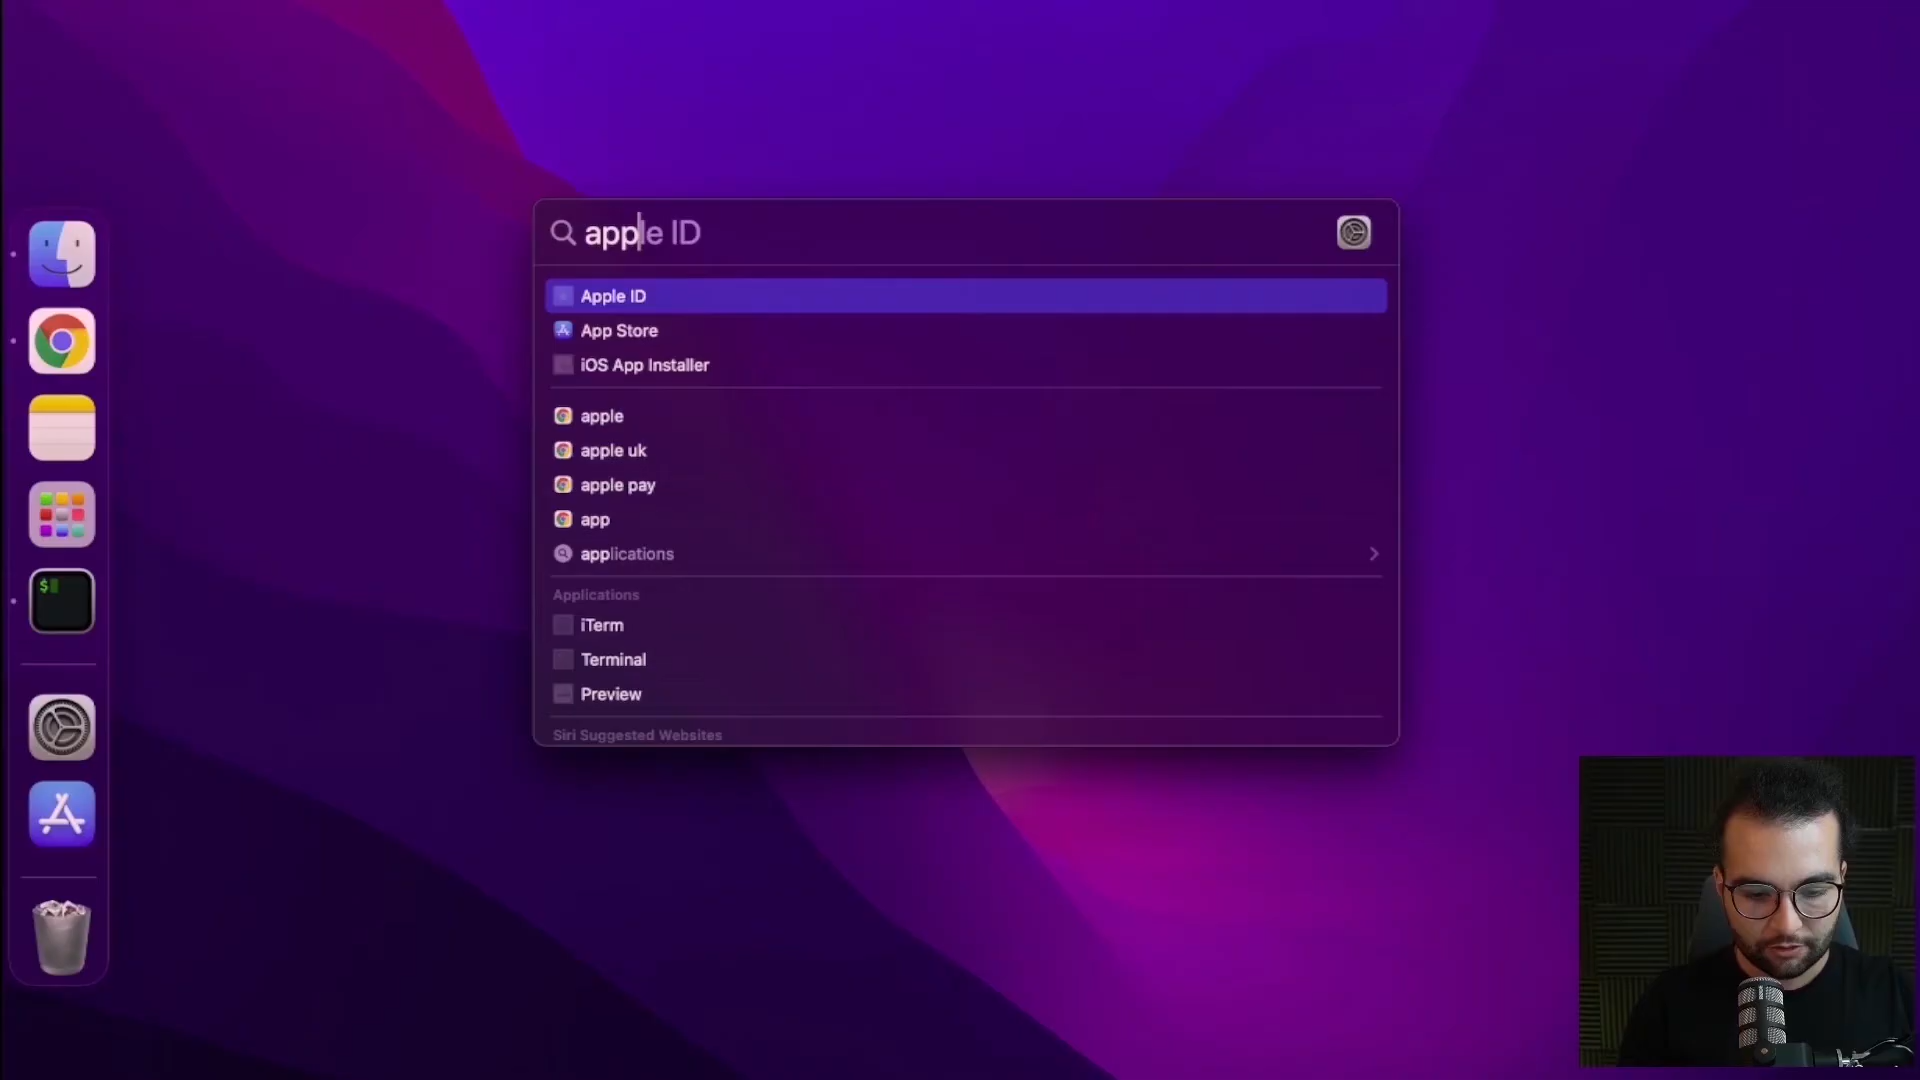 apple ID
Apple ID
App Store
iOS App Installer
apple
apple uk
apple pay
app
applications
Applications
iTerm
Terminal
Preview
Siri Suggested Websites
$